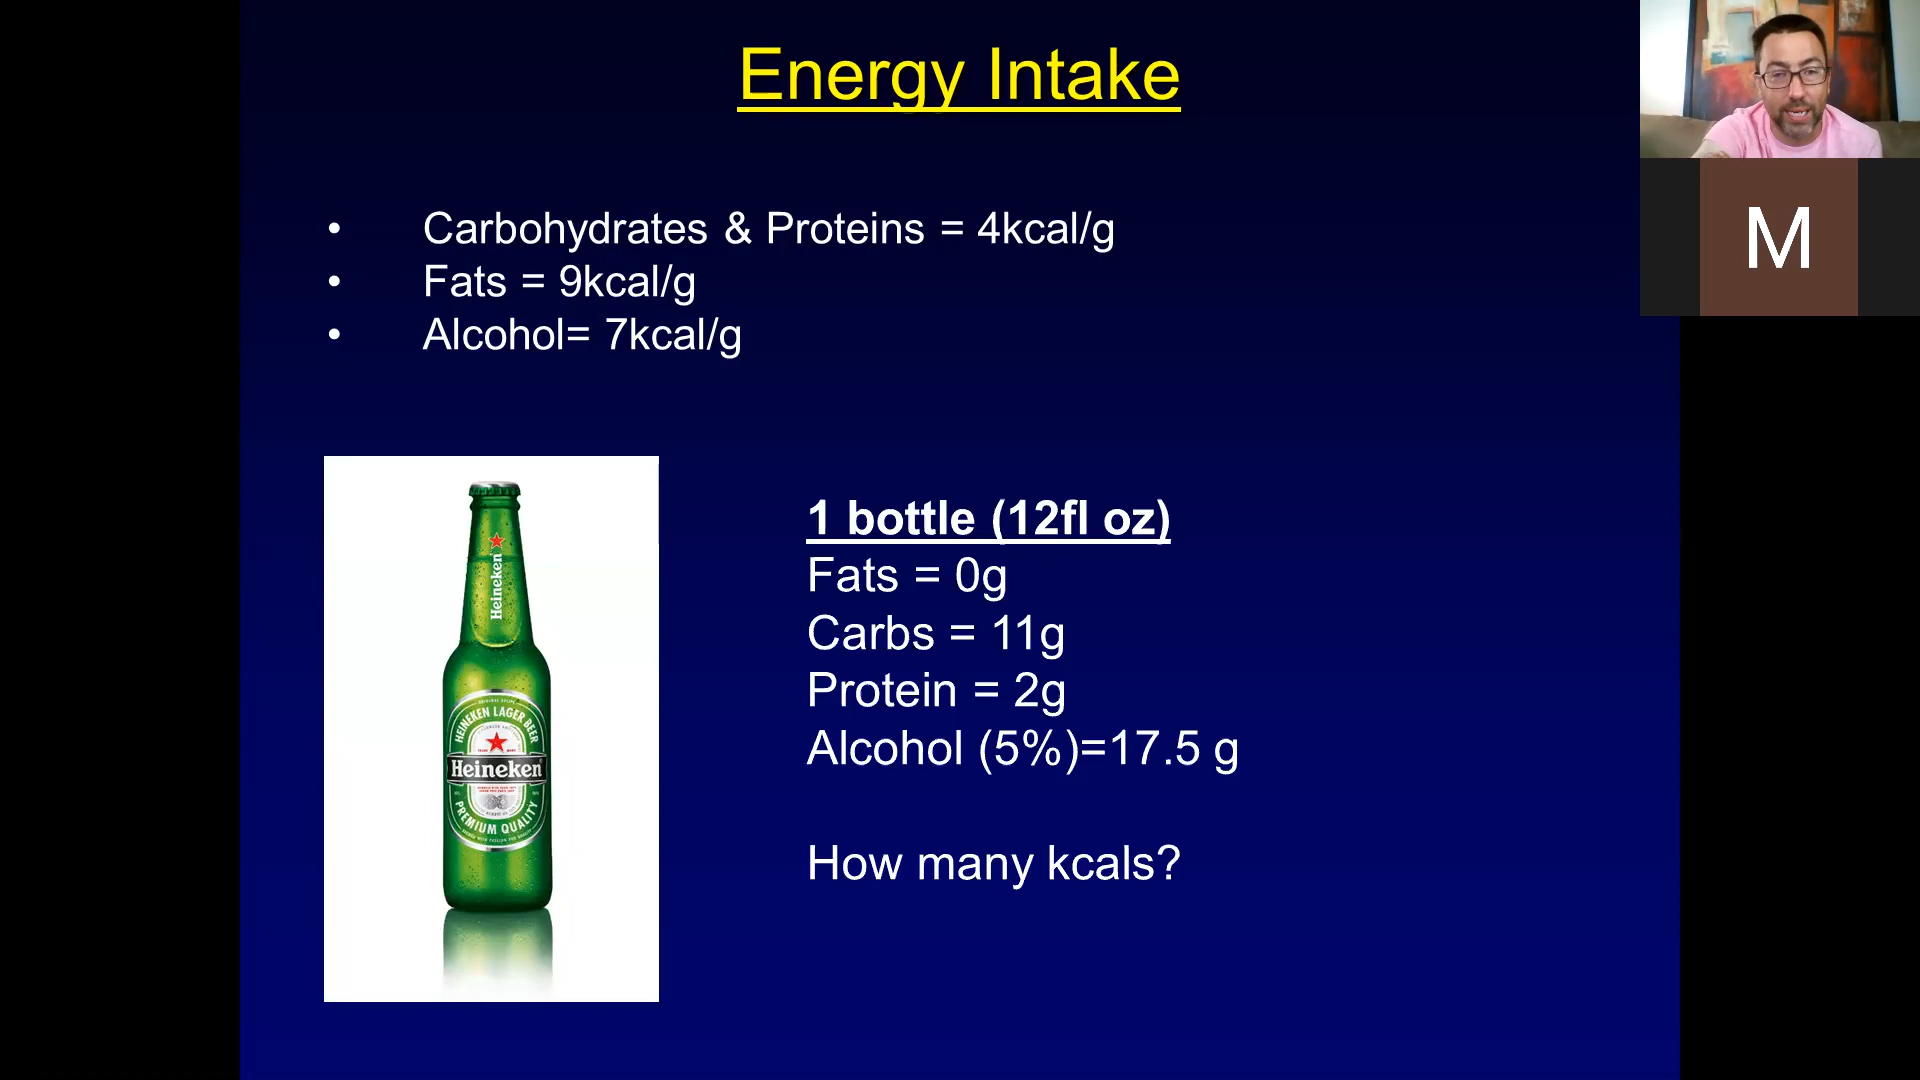 Energy Intake
• Carbohydrates & Proteins = 4kcal/g
• Fats = 9kcal/g
• Alcohol= 7kcal/g
1 bottle (12fl oz)
Fats = 0g
Carbs = 11g
Protein = 2g
Alcohol (5%)=17.5 g
How many kcals?
Heineken
HEINEKEN LAGER BEER
Heineken
PREMIUM QUALITY
M